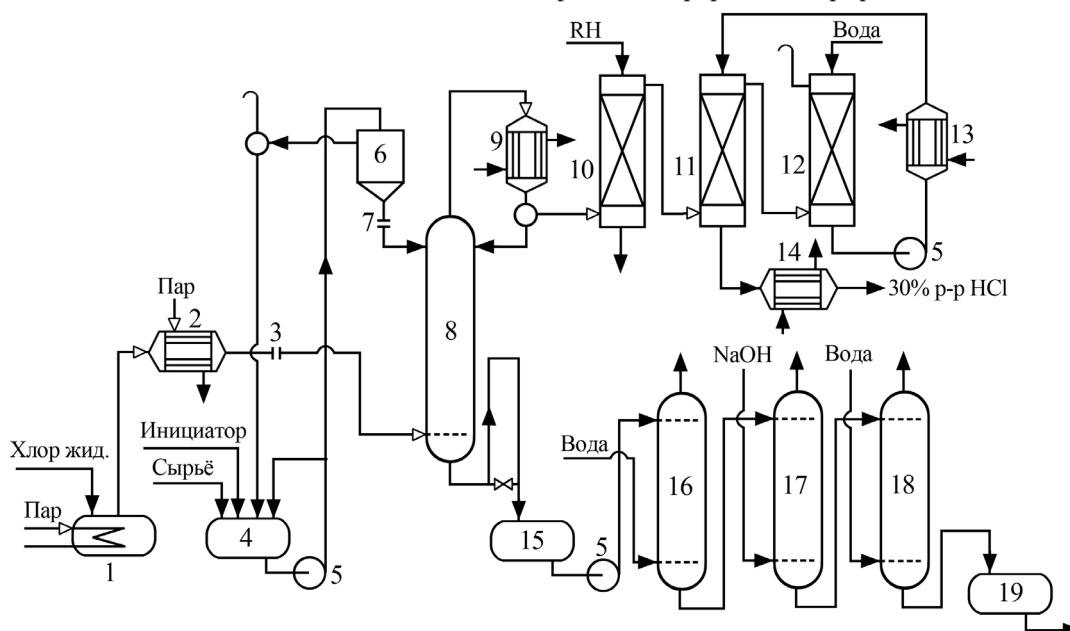 RH
Вода
6
9
10
11
12
13
7
5
14
30% р-р HCl
Пар
2
3
8
NaOH
Вода
Инициатор
Хлор жид.
Сырьё
Вода
Пар
4
15
16
17
18
1
5
5
19